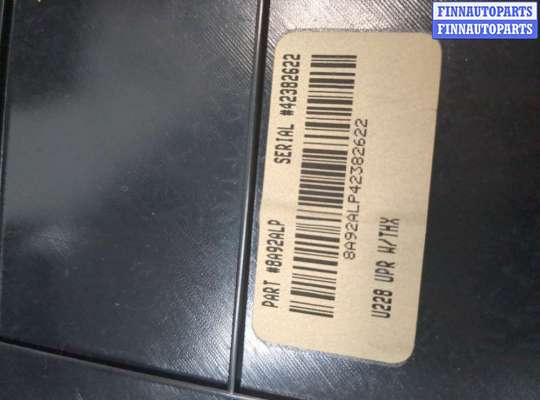 FINNAUTOPARTS
FINNAUTOPARTS
PART #8A92ALP SERIAL #42382622
8A92ALP42382622
U228 UPR W/THX